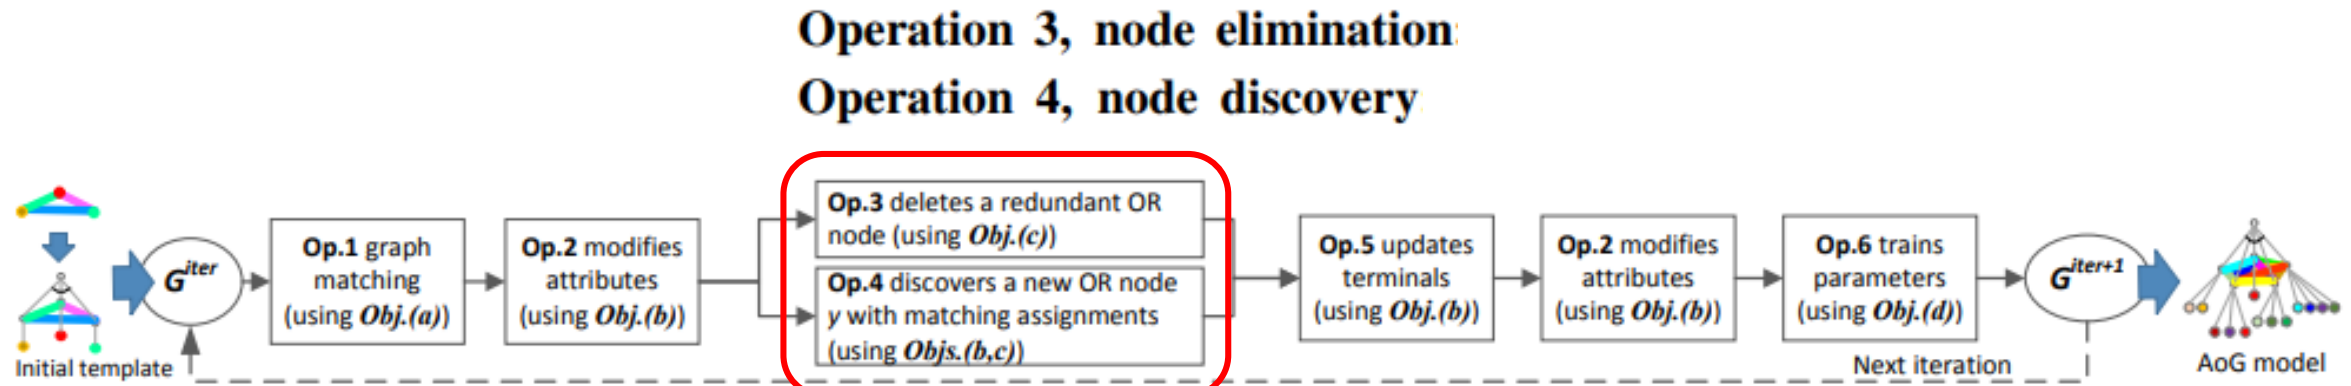 Operation 3, node elimination:
Operation 4, node discovery
Initial template
G^iter
Op.1 graph
matching
(using Obj.(a))
Op.2 modifies
attributes
(using Obj.(b))
Op.3 deletes a redundant OR
node (using Obj.(c))
Op.4 discovers a new OR node
y with matching assignments
(using Objs.(b,c))
Op.5 updates
terminals
(using Obj.(b))
Op.2 modifies
attributes
(using Obj.(b))
Op.6 trains
parameters
(using Obj.(d))
G^iter+1
Next iteration
AoG model